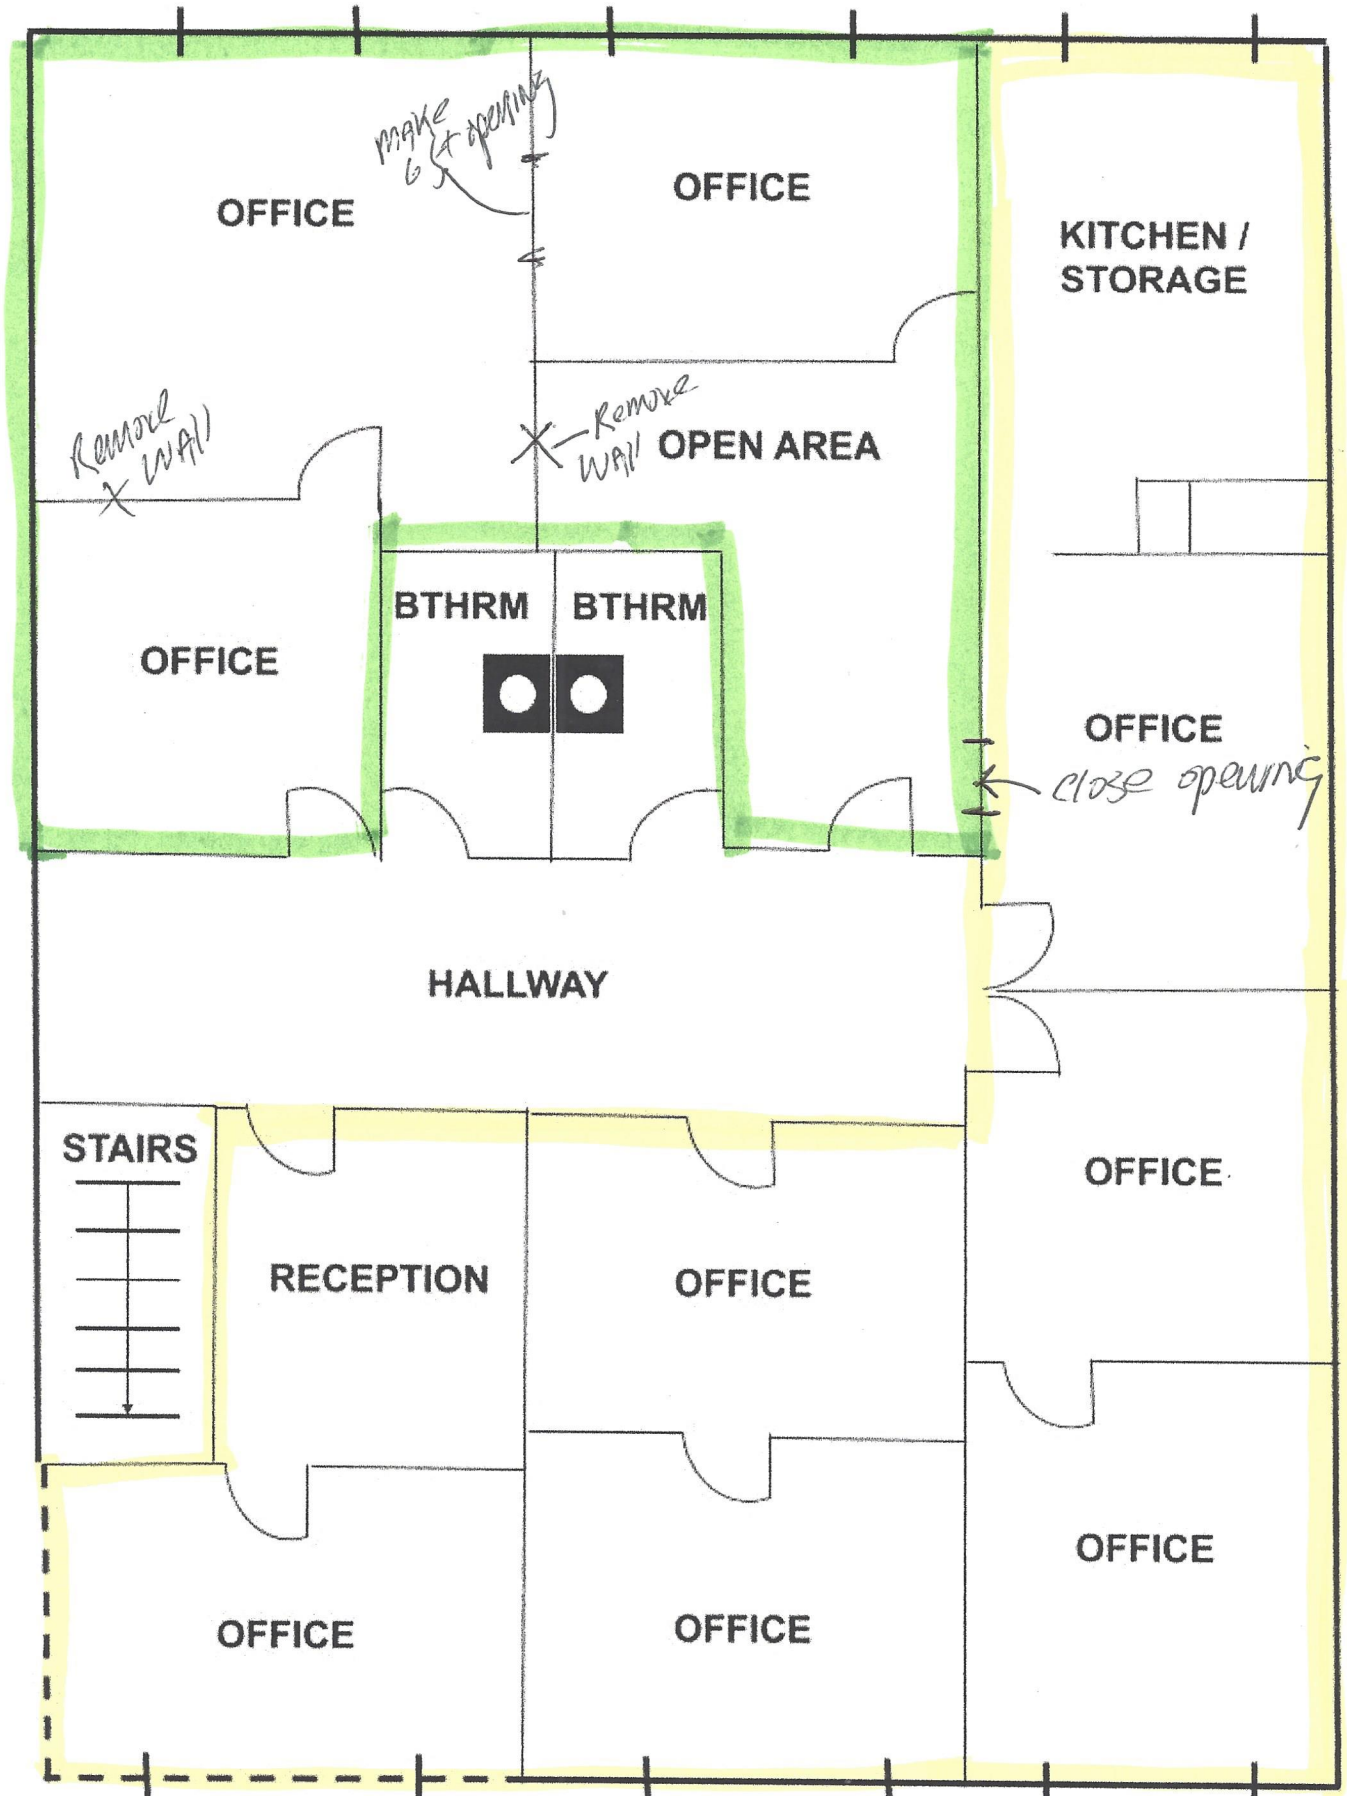 make
6 ft opening
OFFICE
OFFICE
KITCHEN /
STORAGE
Remove
WAll
Remove
WAll
OPEN AREA
BTHRM
BTHRM
OFFICE
OFFICE
close opening
HALLWAY
STAIRS
OFFICE
RECEPTION
OFFICE
OFFICE
OFFICE
OFFICE